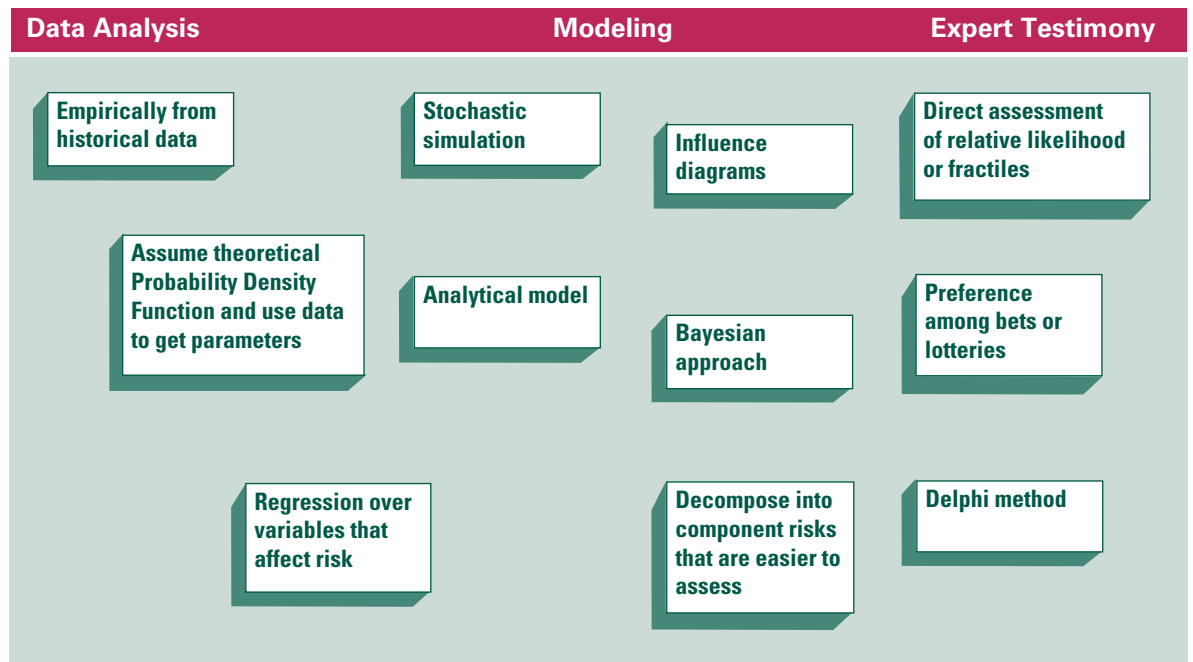 Data Analysis
Modeling
Expert Testimony
Empirically from
historical data
Assume theoretical
Probability Density
Function and use data
to get parameters
Regression over
variables that
affect risk
Stochastic
simulation
Analytical model
Influence
diagrams
Bayesian
approach
Decompose into
component risks
that are easier to
assess
Direct assessment
of relative likelihood
or fractiles
Preference
among bets or
lotteries
Delphi method